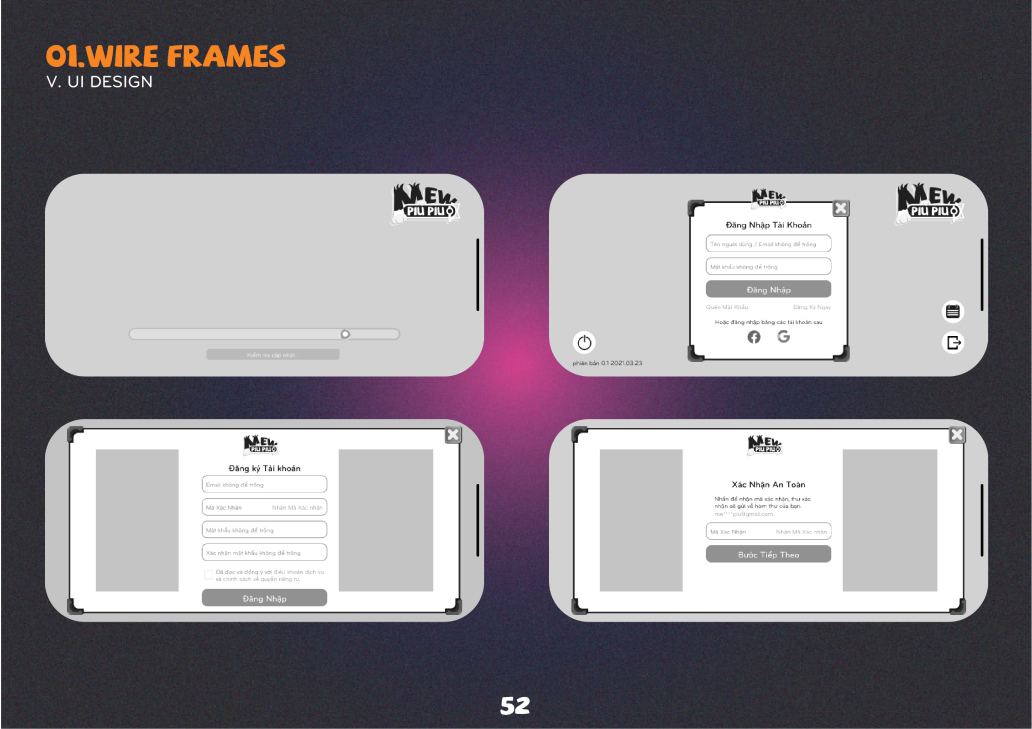 01.WIRE FRAMES
V. UI DESIGN
MEW
PIU PIU
Kiểm tra cập nhật
MEW
PIU PIU
Đăng Nhập Tài Khoản
Tên người dùng / Email không để trống
Mật khẩu không để trống
Đăng Nhập
Quên Mật Khẩu
Đăng Ký Ngay
Hoặc đăng nhập bằng các tài khoản sau
MEW
PIU PIU
phiên bản 0.1 2021.03.23
MEW
PIU PIU
Đăng ký Tài khoản
Email không để trống
Mã Xác Nhận
Nhận Mã Xác nhận
Mật khẩu không để trống
Xác nhận mật khẩu không để trống
Đã đọc và đồng ý với điều khoản dịch vụ
và chính sách về quyền riêng tư.
Đăng Nhập
MEW
PIU PIU
Xác Nhận An Toàn
Nhấn để nhận mã xác nhận, thư xác
nhận sẽ gửi về hàm thư của bạn.
me****piu@gmail.com
Mã Xác Nhận
Nhận Mã Xác nhận
Bước Tiếp Theo
52